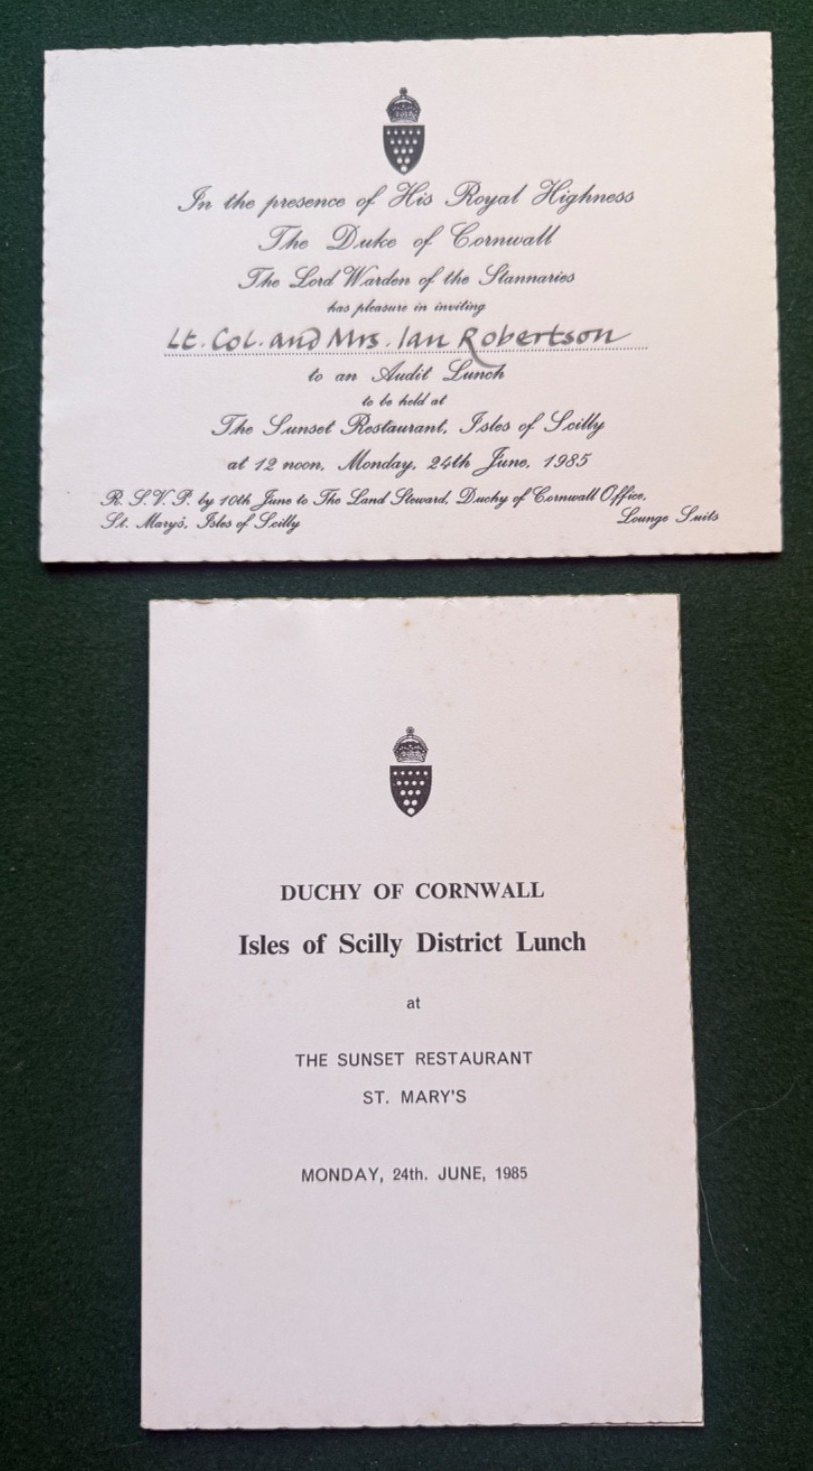 In the presence of His Royal Highness
The Duke of Cornwall
The Lord Warden of the Stannaries
has pleasure in inviting
Lt. Col. and Mrs. Ian Robertson
to an Audit Lunch
to be held at
The Sunset Restaurant, Isles of Scilly
at 12 noon, Monday, 24th June, 1985
R. S. V. P. by 10th June to The Land Steward, Duchy of Cornwall Office,
St. Mary's, Isles of Scilly Lounge Suits
DUCHY OF CORNWALL
Isles of Scilly District Lunch
at
THE SUNSET RESTAURANT
ST. MARY'S
MONDAY, 24th. JUNE, 1985